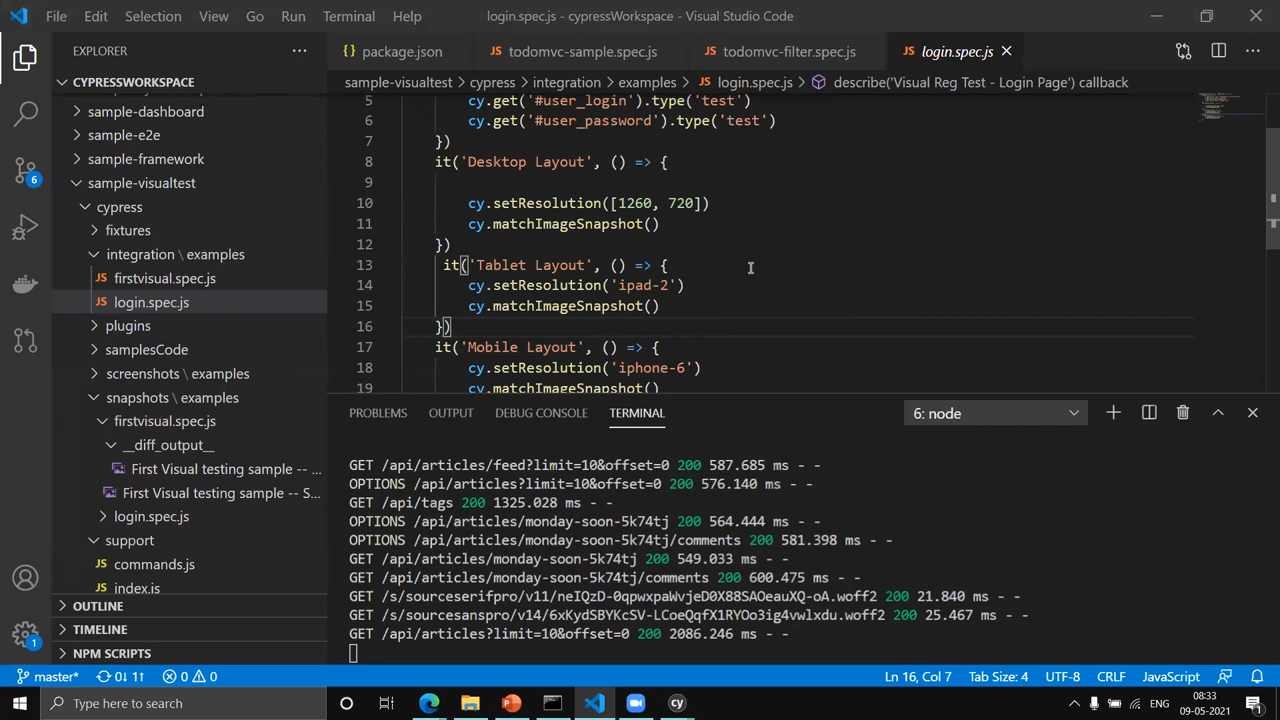 File Edit Selection View Go Run Terminal Help login.spec.js - cypressWorkspace - Visual Studio Code
EXPLORER
package.json todomvc-sample.spec.js todomvc-filter.spec.js login.spec.js
CYPRESSWORKSPACE
sample-visualtest > cypress > integration > examples > JS login.spec.js > describe('Visual Reg Test - Login Page') callback
sample-dashboard
sample-e2e
sample-framework
sample-visualtest
cypress
fixtures
integration \ examples
JS firstvisual.spec.js
JS login.spec.js
plugins
samplesCode
screenshots \ examples
snapshots \ examples
firstvisual.spec.js
__diff_output__
First Visual testing sample -- ...
First Visual testing sample -- S...
login.spec.js
support
JS commands.js
JS index.js
OUTLINE
TIMELINE
NPM SCRIPTS
5 cy.get('#user_login').type('test')
6 cy.get('#user_password').type('test')
7 })
8 it('Desktop Layout', () => {
9
10 cy.setResolution([1260, 720])
11 cy.matchImageSnapshot()
12 })
13 it('Tablet Layout', () => {
14 cy.setResolution('ipad-2')
15 cy.matchImageSnapshot()
16 })
17 it('Mobile Layout', () => {
18 cy.setResolution('iphone-6')
19 cy.matchImageSnapshot()
PROBLEMS OUTPUT DEBUG CONSOLE TERMINAL 6: node
GET /api/articles/feed?limit=10&offset=0 200 587.685 ms - -
OPTIONS /api/articles?limit=10&offset=0 200 576.140 ms - -
GET /api/tags 200 1325.028 ms - -
OPTIONS /api/articles/monday-soon-5k74tj 200 564.444 ms - -
OPTIONS /api/articles/monday-soon-5k74tj/comments 200 581.398 ms - -
GET /api/articles/monday-soon-5k74tj 200 549.033 ms - -
GET /api/articles/monday-soon-5k74tj/comments 200 600.475 ms - -
GET /s/sourceserifpro/v11/neIQzD-0qpwxpaWvjeD0X88SAOeauXQ-oA.woff2 200 21.840 ms - -
GET /s/sourcesanspro/v14/6xKydSBYKcSV-LCoeQqfX1RYOo3ig4vwlxdu.woff2 200 25.467 ms - -
GET /api/articles?limit=10&offset=0 200 2086.246 ms - -
6
1
master* 0↓ 1↑ 0 0 Ln 16, Col 7 Tab Size: 4 UTF-8 CRLF JavaScript
Type here to search cy ENG 08:33
09-05-2021 1